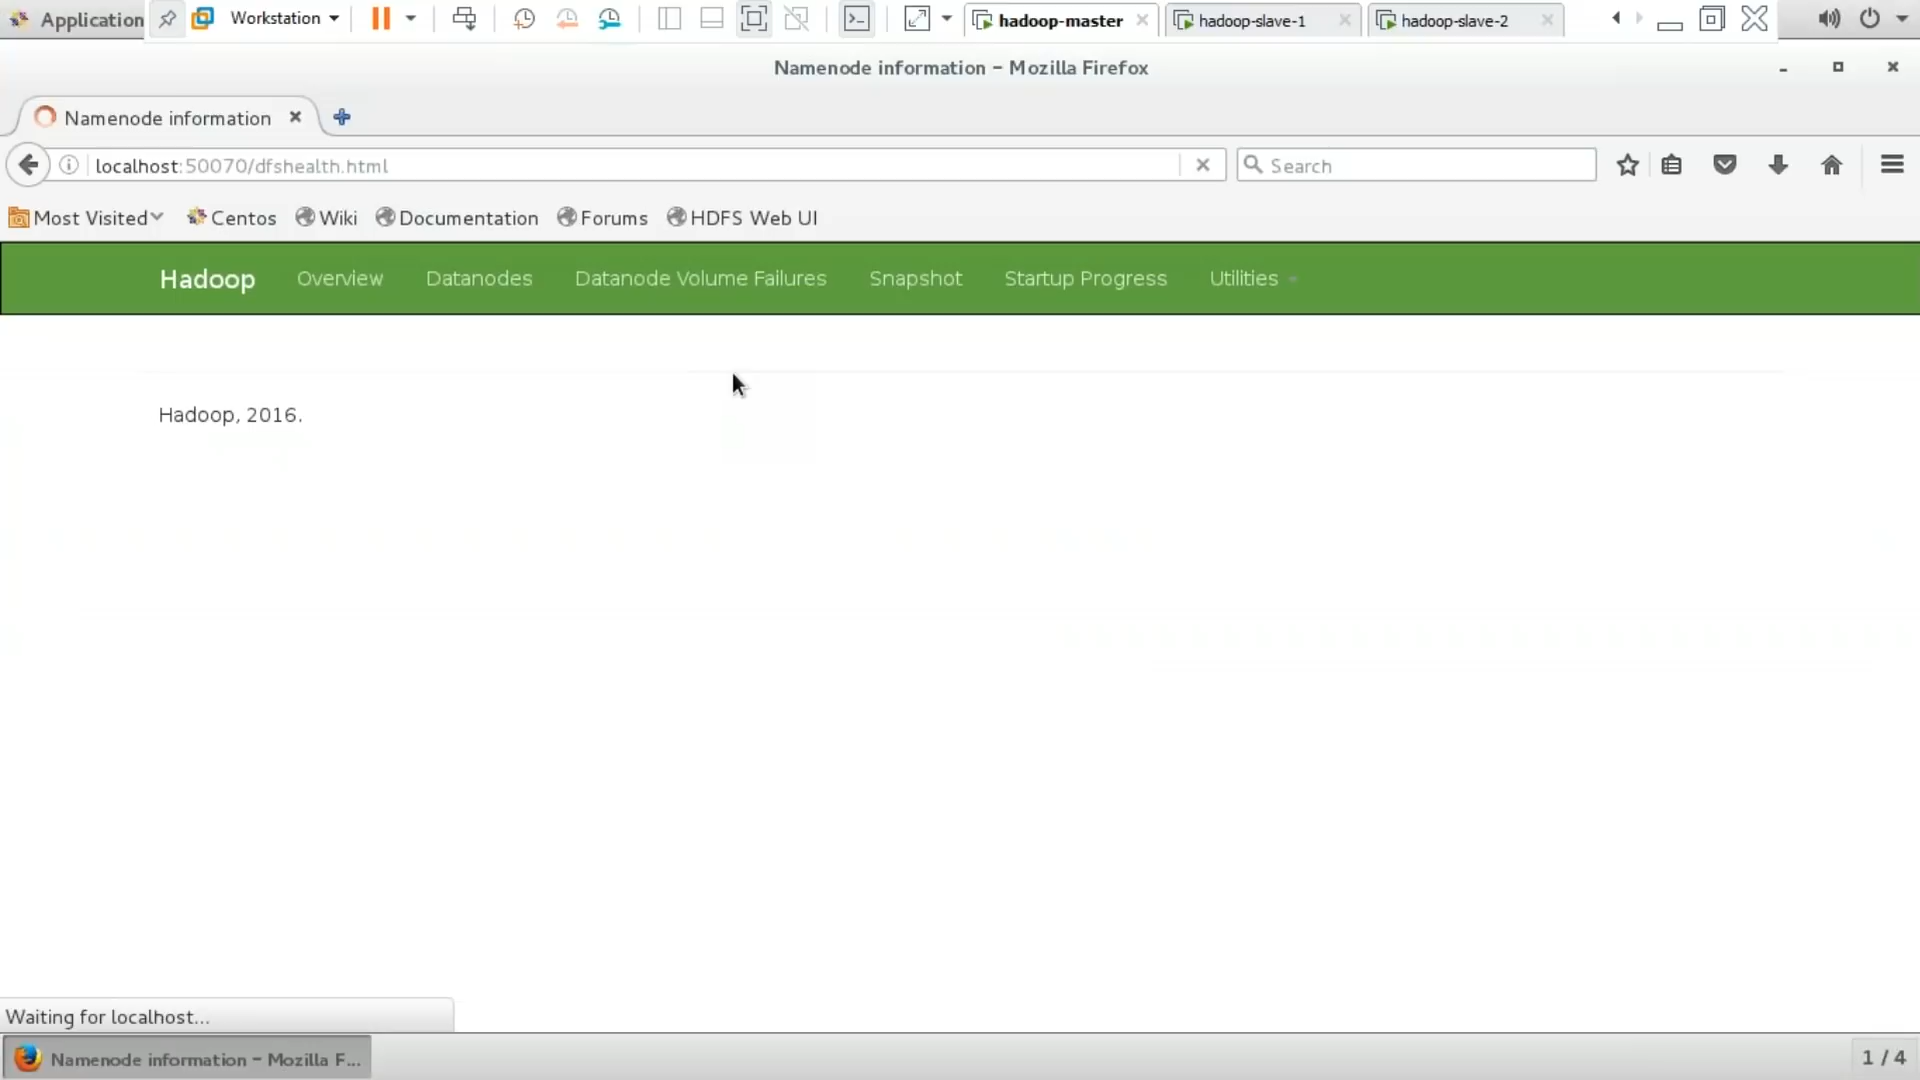 Application Workstation hadoop-master hadoop-slave-1 hadoop-slave-2
Namenode information – Mozilla Firefox
Namenode information
localhost:50070/dfshealth.html Search
Most Visited Centos Wiki Documentation Forums HDFS Web UI
Hadoop Overview Datanodes Datanode Volume Failures Snapshot Startup Progress Utilities
Hadoop, 2016.
Waiting for localhost...
Namenode information – Mozilla F... 1 / 4